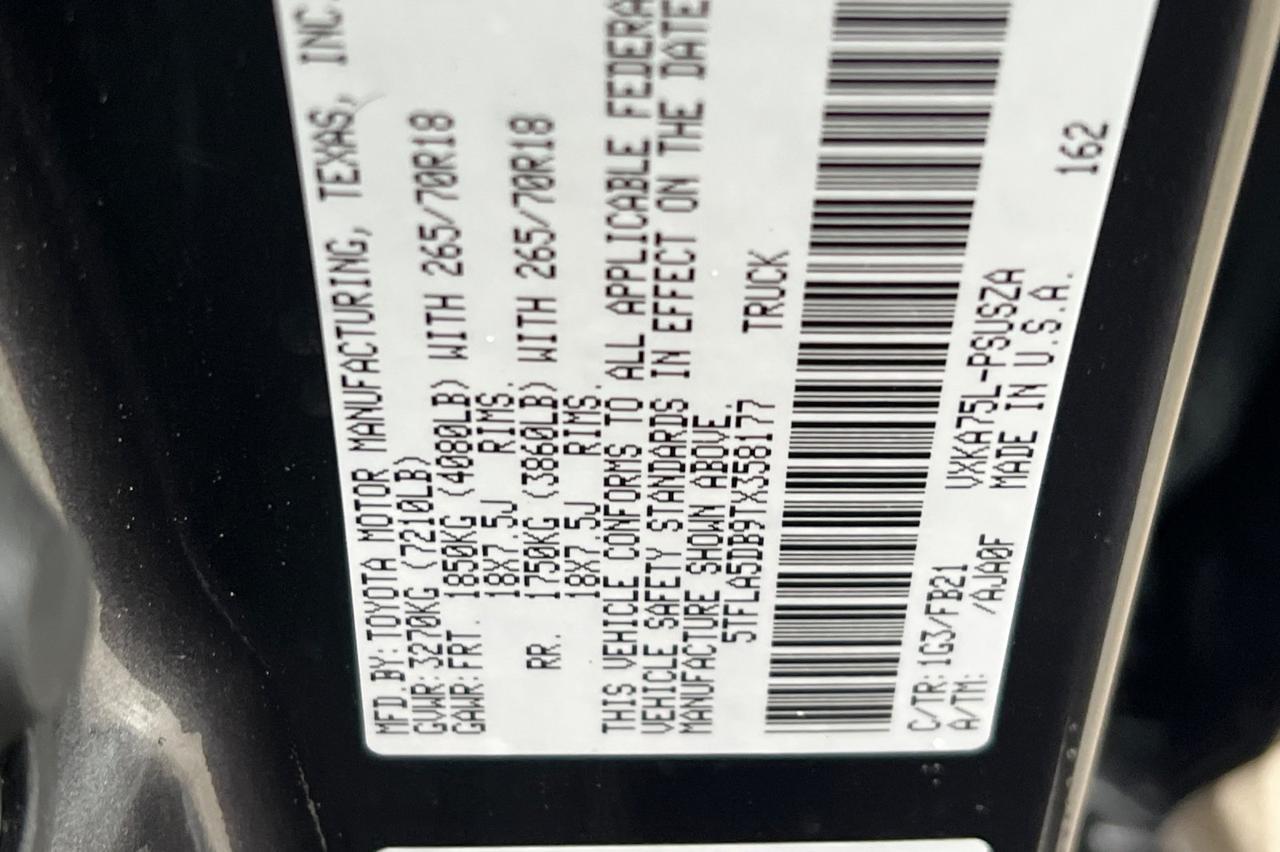 MFD.BY: TOYOTA MOTOR MANUFACTURING, TEXAS, INC.
GVWR: 3270KG (7210LB)
GAWR: FRT. 1850KG (4080LB) WITH 265/70R18
18X7.5J RIMS.
RR. 1750KG (3860LB) WITH 265/70R18
18X7.5J RIMS.
THIS VEHICLE CONFORMS TO ALL APPLICABLE FEDERA
VEHICLE SAFETY STANDARDS IN EFFECT ON THE DATE
MANUFACTURE SHOWN ABOVE.
5TFLA5DB9TX358177 TRUCK
C/TR: 1G3/FB21 VXKA75L-PSUSZA 162
A/TM: /AJA0F MADE IN U.S.A.